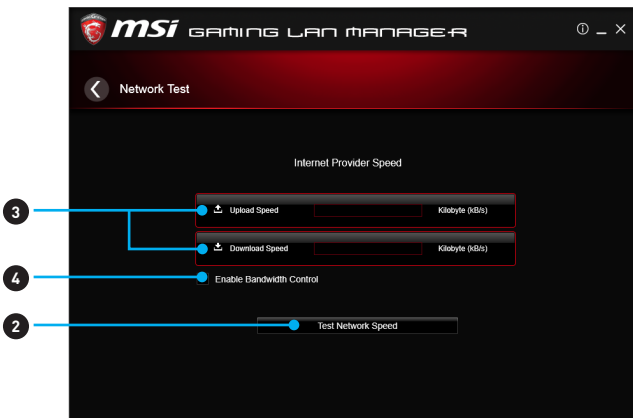 msi GAMING LAN MANAGER
Network Test
Internet Provider Speed
3
Upload Speed
Kilobyte (kB/s)
Download Speed
Kilobyte (kB/s)
4
Enable Bandwidth Control
2
Test Network Speed